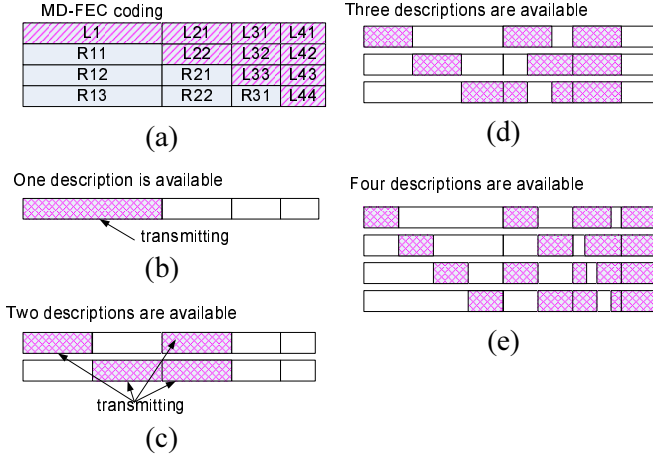 MD-FEC coding
L1 L21 L31 L41
R11 L22 L32 L42
R12 R21 L33 L43
R13 R22 R31 L44
(a)
One description is available
transmitting
(b)
Two descriptions are available
transmitting
(c)
Three descriptions are available
(d)
Four descriptions are available
(e)